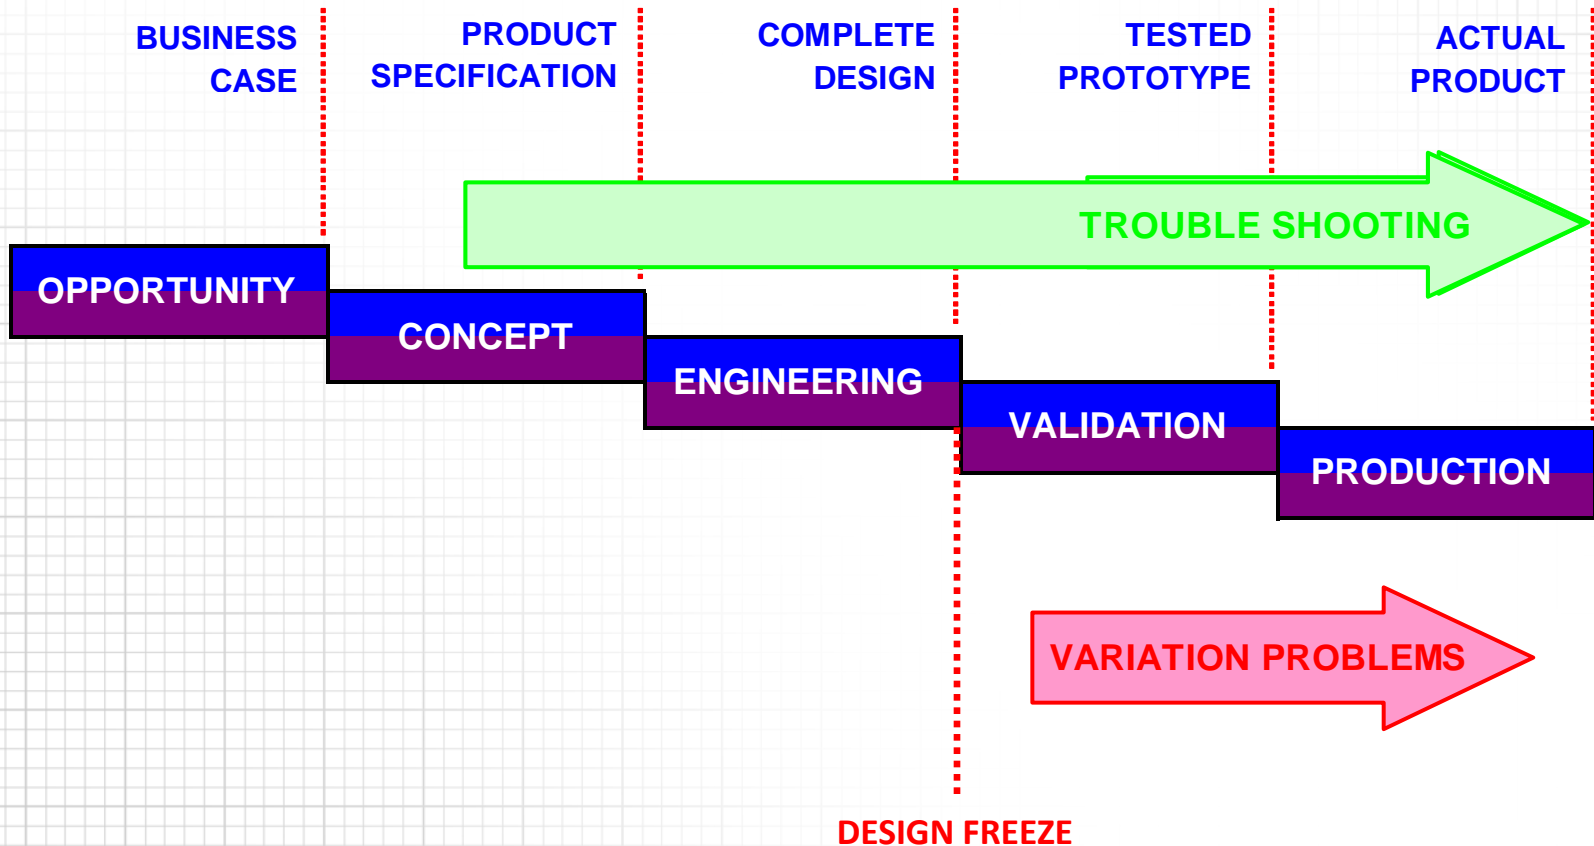 BUSINESS
CASE
PRODUCT
SPECIFICATION
COMPLETE
DESIGN
TESTED
PROTOTYPE
ACTUAL
PRODUCT
TROUBLE SHOOTING
OPPORTUNITY
CONCEPT
ENGINEERING
VALIDATION
PRODUCTION
VARIATION PROBLEMS
DESIGN FREEZE